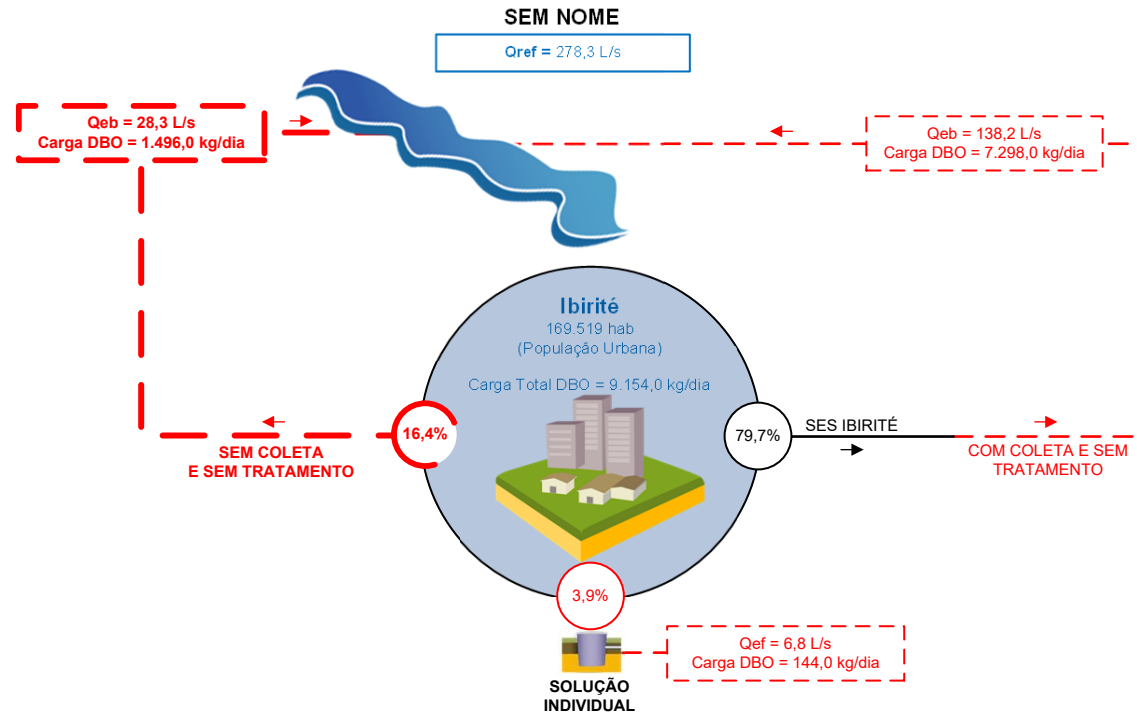 SEM NOME
Qref = 278,3 L/s
Qeb = 28,3 L/s
Carga DBO = 1.496,0 kg/dia
Qeb = 138,2 L/s
Carga DBO = 7.298,0 kg/dia
Ibirité
169.519 hab
(População Urbana)
Carga Total DBO = 9.154,0 kg/dia
16,4%
SEM COLETA
E SEM TRATAMENTO
79,7%
SES IBIRITÉ
COM COLETA E SEM
TRATAMENTO
3,9%
Qef = 6,8 L/s
Carga DBO = 144,0 kg/dia
SOLUÇÃO
INDIVIDUAL